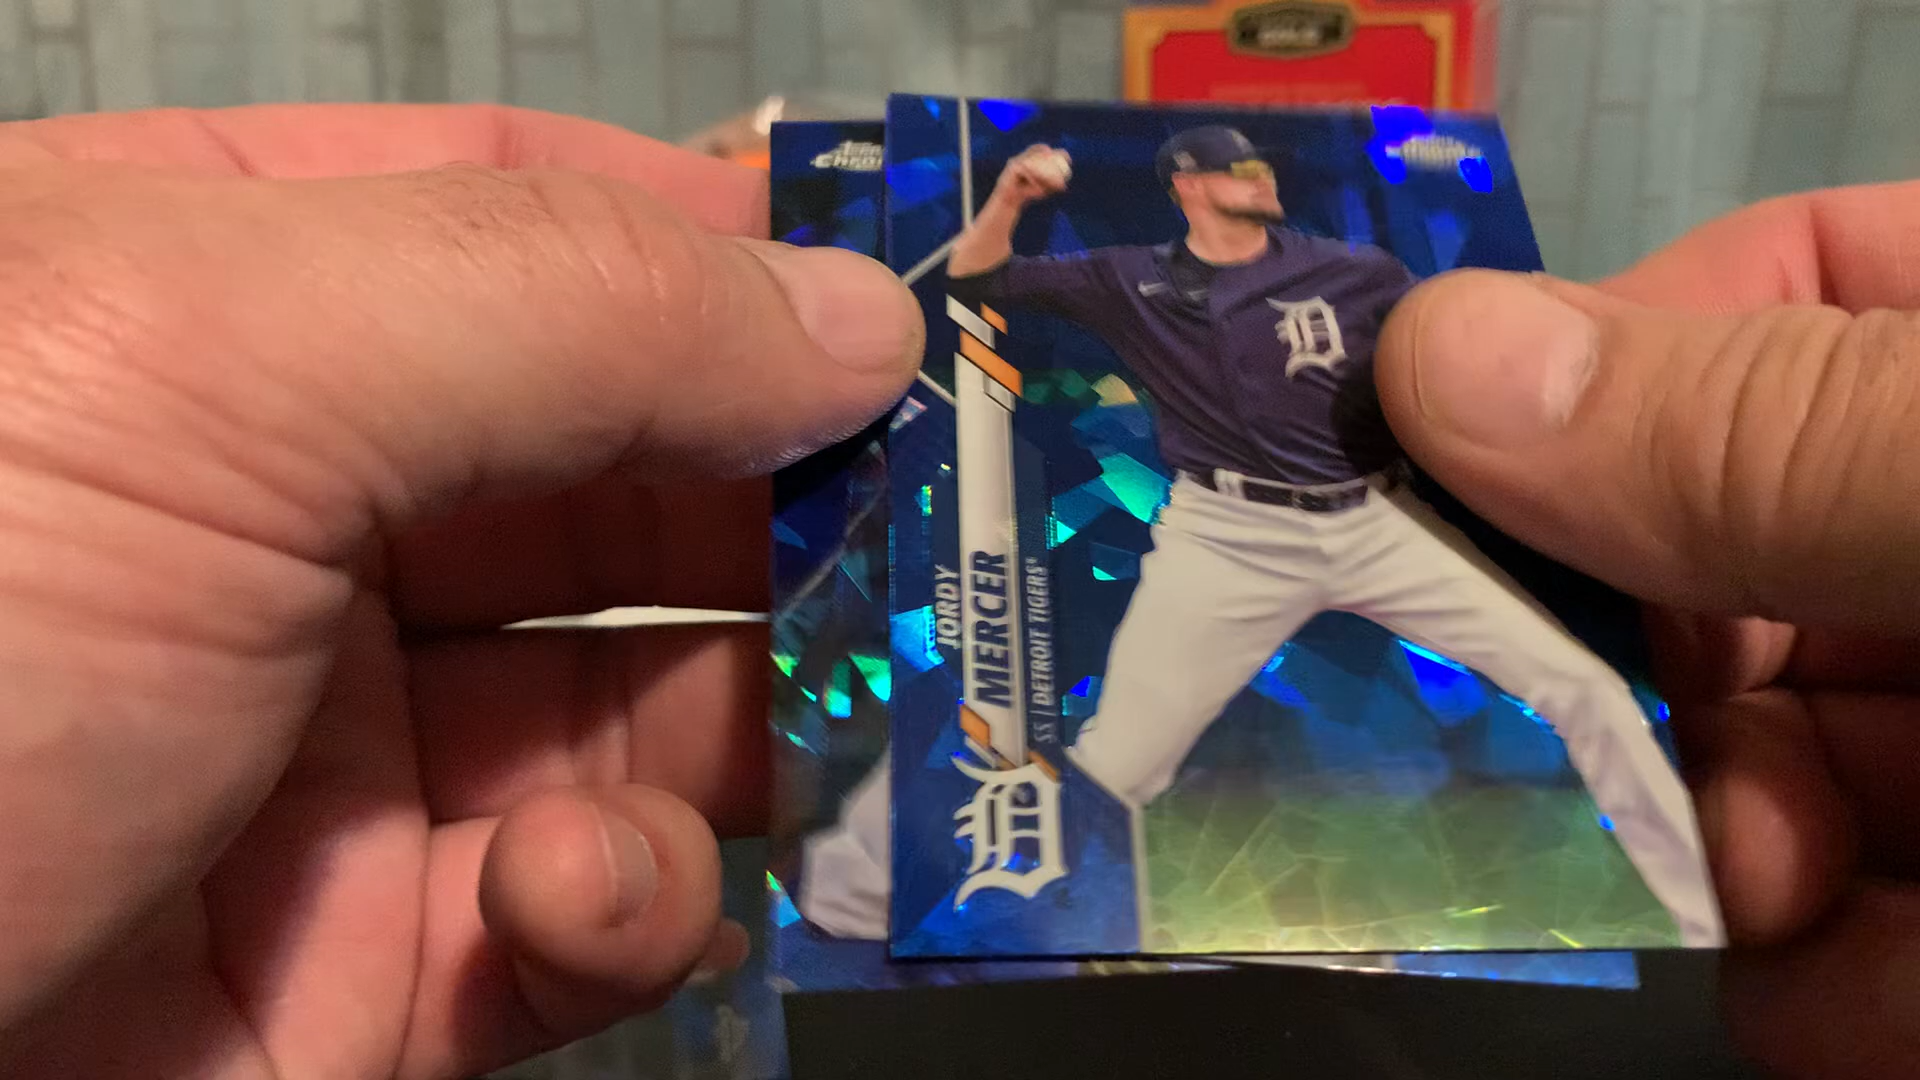 JORDY
MERCER
SS | DETROIT TIGERS
D
D